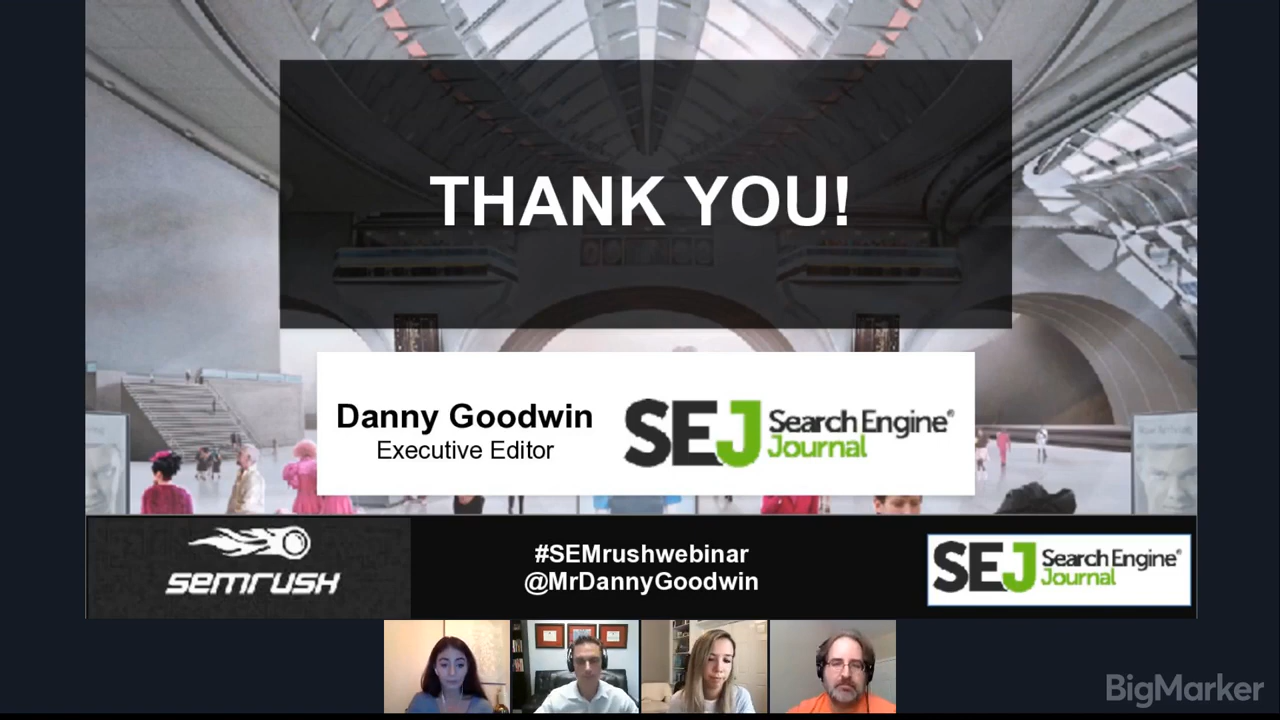 THANK YOU!
Danny Goodwin
Executive Editor
SEJ Search Engine®
Journal
semrush
#SEMrushwebinar
@MrDannyGoodwin
SEJ Search Engine®
Journal
BigMarker